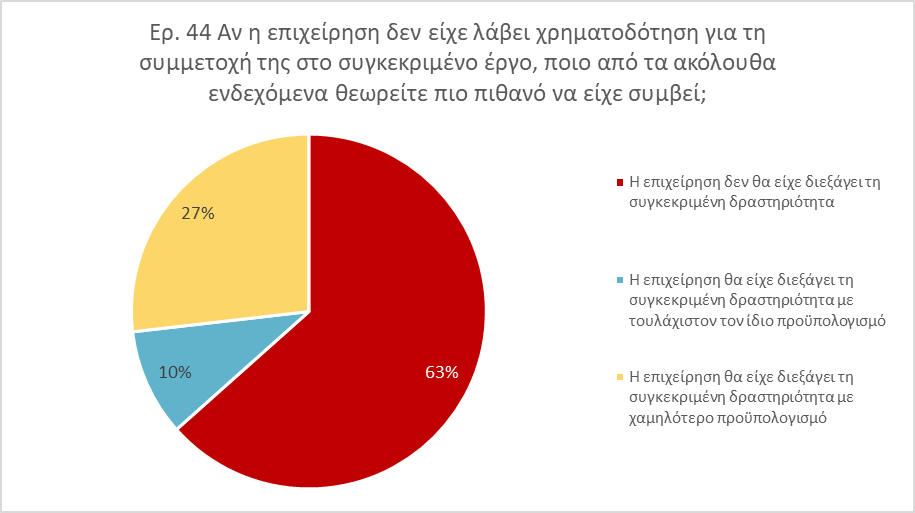 Ερ. 44 Αν η επιχείρηση δεν είχε λάβει χρηματοδότηση για τη
συμμετοχή της στο συγκεκριμένο έργο, ποιο από τα ακόλουθα
ενδεχόμενα θεωρείτε πιο πιθανό να είχε συμβεί;
27%
10%
63%
Η επιχείρηση δεν θα είχε διεξάγει τη
συγκεκριμένη δραστηριότητα
Η επιχείρηση θα είχε διεξάγει τη
συγκεκριμένη δραστηριότητα με
τουλάχιστον τον ίδιο προϋπολογισμό
Η επιχείρηση θα είχε διεξάγει τη
συγκεκριμένη δραστηριότητα με
χαμηλότερο προϋπολογισμό